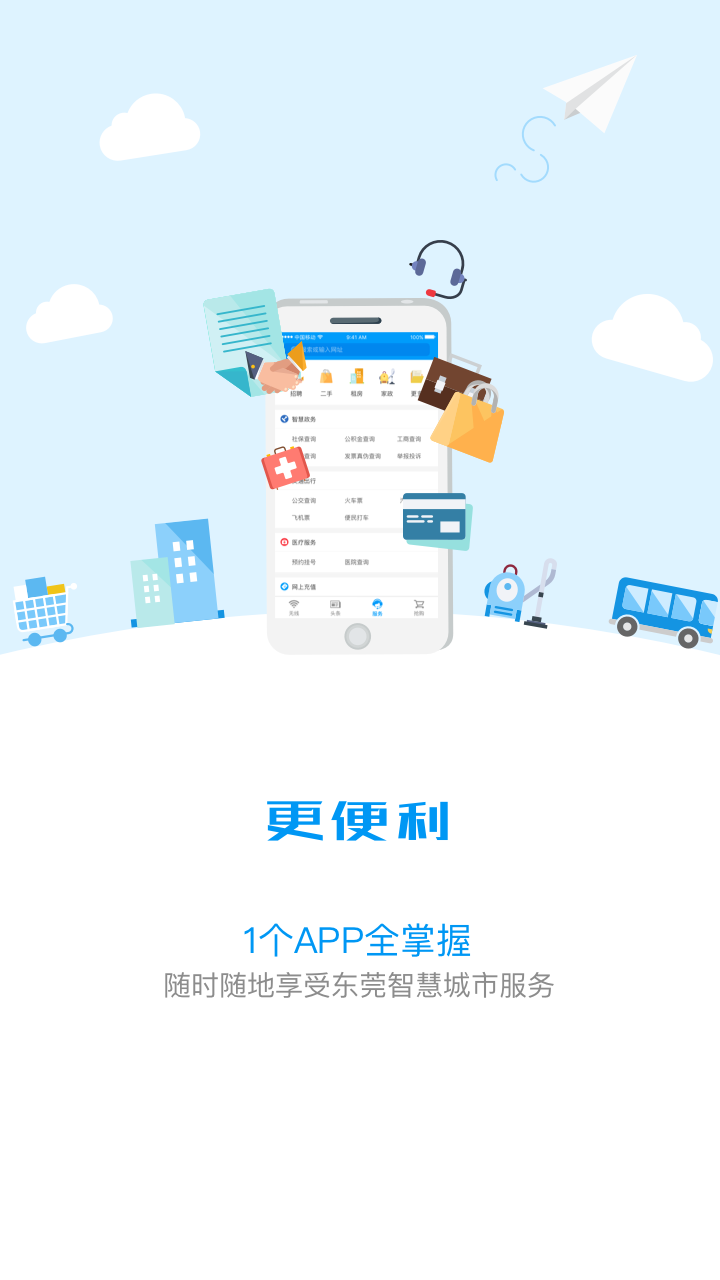 中国移动 9:41 AM 100%
索或输入网址
招聘 二手 租房 家政 更
智慧政务
社保查询 公积金查询 工商查询
查询 发票真伪查询 举报投诉
通出行
公交查询 火车票
飞机票 便民打车
医疗服务
预约挂号 医院查询
网上充值
无线 头条 服务 抢购
更便利
1个APP全掌握
随时随地享受东莞智慧城市服务